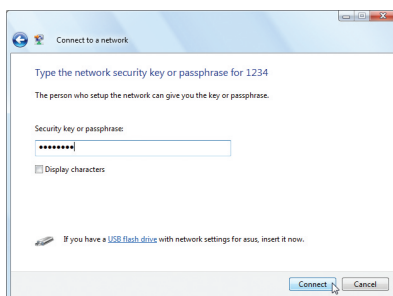 Connect to a network
Type the network security key or passphrase for 1234
The person who setup the network can give you the key or passphrase.
Security key or passphrase:
••••••••
Display characters
If you have a USB flash drive with network settings for asus, insert it now.
Connect
Cancel